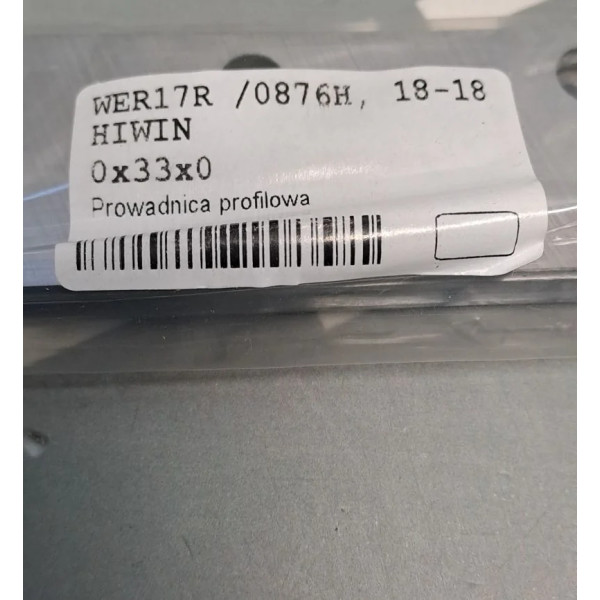 WER17R /0876H, 18-18
HIWIN
0x33x0
Prowadnica profilowa